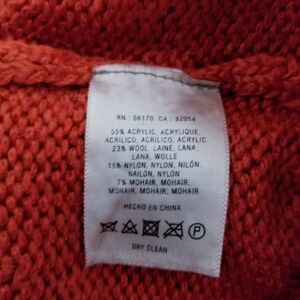 RN : 66170 CA : 32054
55% ACRYLIC, ACRYLIQUE,
ACRILICO, ACRILICO, ACRYLIC
23% WOOL, LAINE, LANA,
LANA, WOLLE
15% NYLON, NYLON, NILON,
NAILON, NYLON
7% MOHAIR, MOHAIR,
MOHAIR, MOHAIR, MOHAIR
HECHO EN CHINA
P
DRY CLEAN